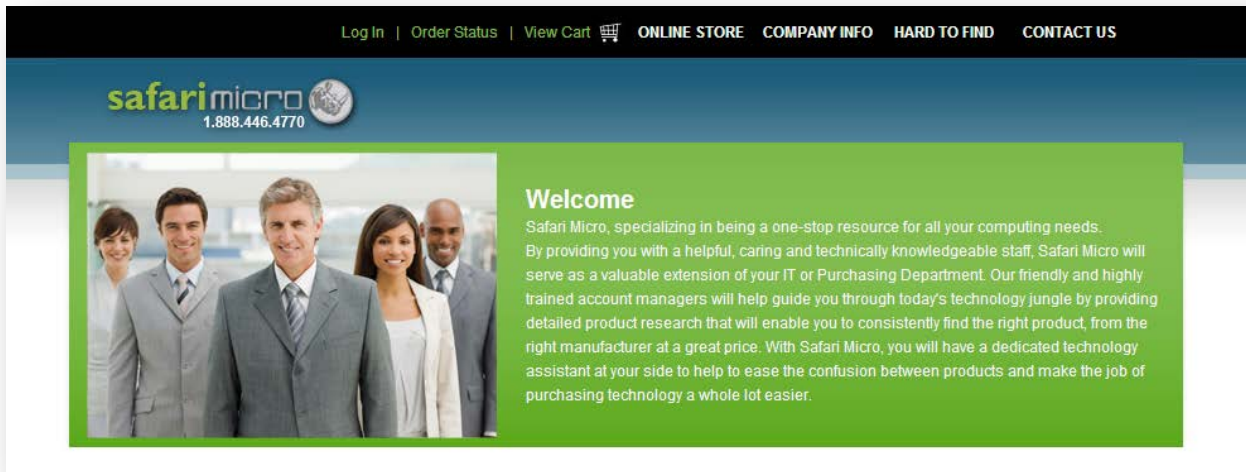 Log In | Order Status | View Cart ONLINE STORE COMPANY INFO HARD TO FIND CONTACT US
safarimicro
1.888.446.4770
Welcome
Safari Micro, specializing in being a one-stop resource for all your computing needs.
By providing you with a helpful, caring and technically knowledgeable staff, Safari Micro will
serve as a valuable extension of your IT or Purchasing Department. Our friendly and highly
trained account managers will help guide you through today's technology jungle by providing
detailed product research that will enable you to consistently find the right product, from the
right manufacturer at a great price. With Safari Micro, you will have a dedicated technology
assistant at your side to help to ease the confusion between products and make the job of
purchasing technology a whole lot easier.